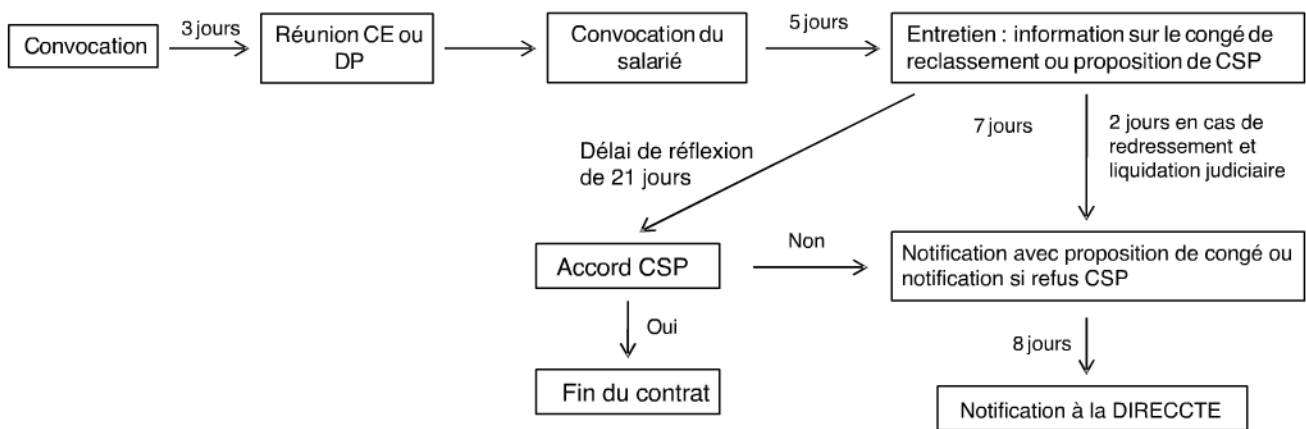 Convocation
3 jours
Réunion CE ou
DP
Convocation du
salarié
5 jours
Entretien : information sur le congé de
reclassement ou proposition de CSP
Délai de réflexion
de 21 jours
7 jours
2 jours en cas de
redressement et
liquidation judiciaire
Accord CSP
Non
Notification avec proposition de congé ou
notification si refus CSP
Oui
8 jours
Fin du contrat
Notification à la DIRECCTE